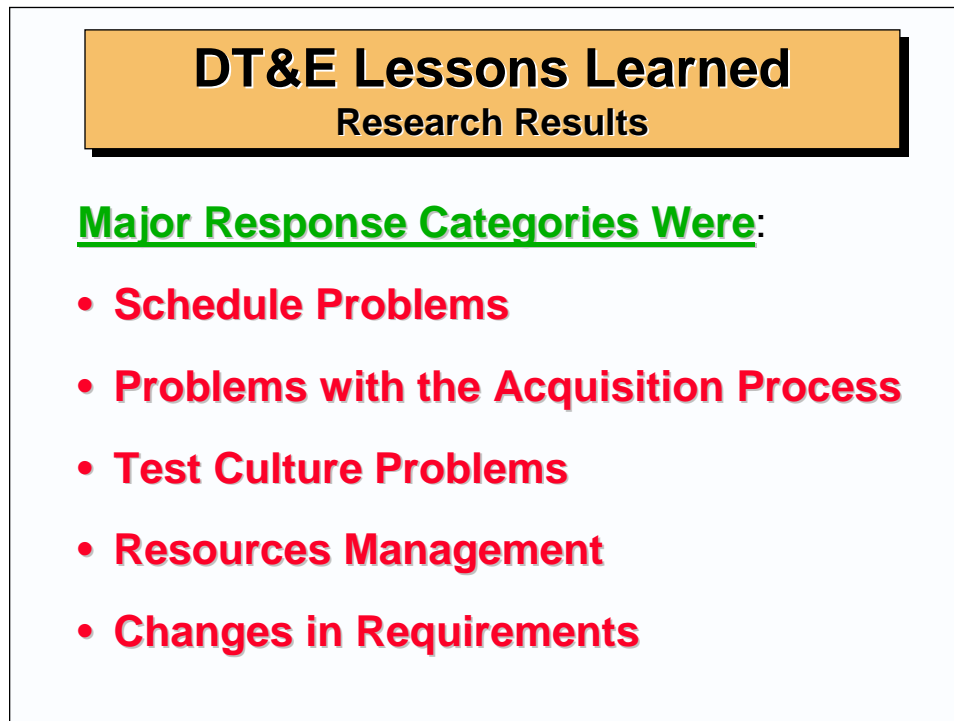 DT&E Lessons Learned
Research Results
Major Response Categories Were:
• Schedule Problems
• Problems with the Acquisition Process
• Test Culture Problems
• Resources Management
• Changes in Requirements